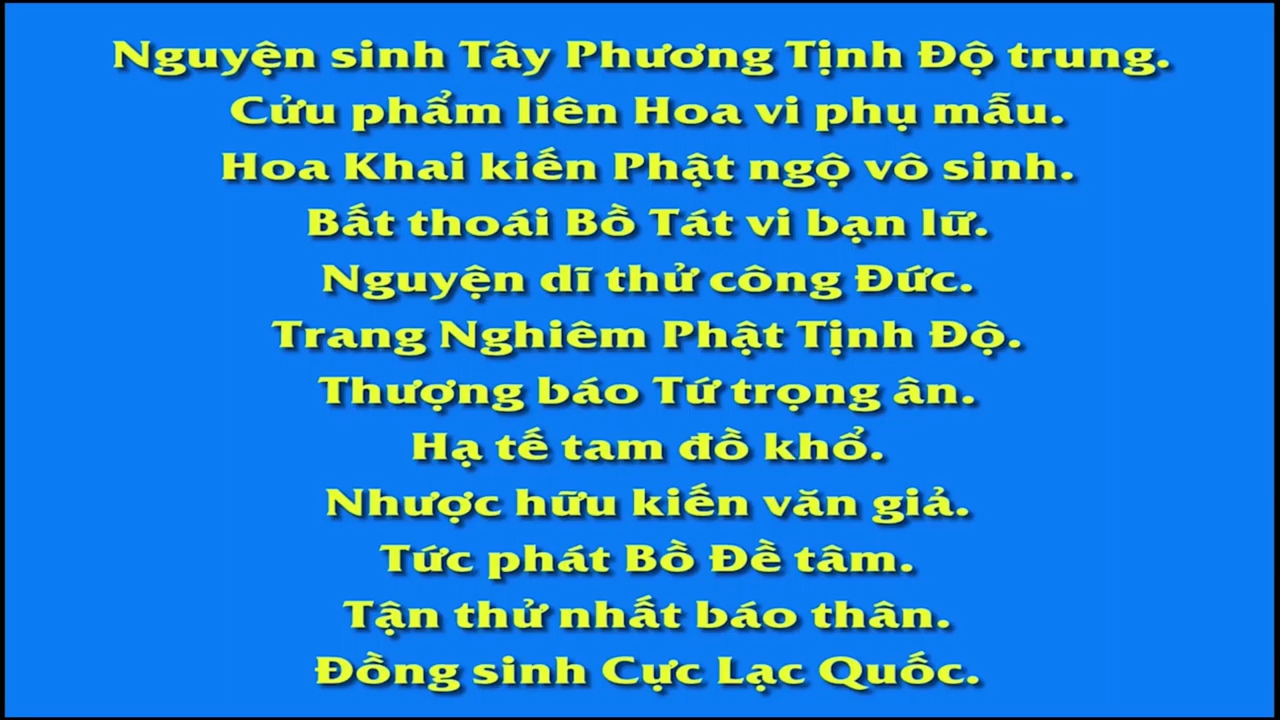 Nguyện sinh Tây Phương Tịnh Độ trung.
Cửu phẩm liên Hoa vi phụ mẫu.
Hoa Khai kiến Phật ngộ vô sinh.
Bất thoái Bồ Tát vi bạn lữ.
Nguyện dĩ thử công Đức.
Trang Nghiêm Phật Tịnh Độ.
Thượng báo Tứ trọng ân.
Hạ tế tam đồ khổ.
Nhược hữu kiến văn giả.
Tức phát Bồ Đề tâm.
Tận thử nhất báo thân.
Đồng sinh Cực Lạc Quốc.